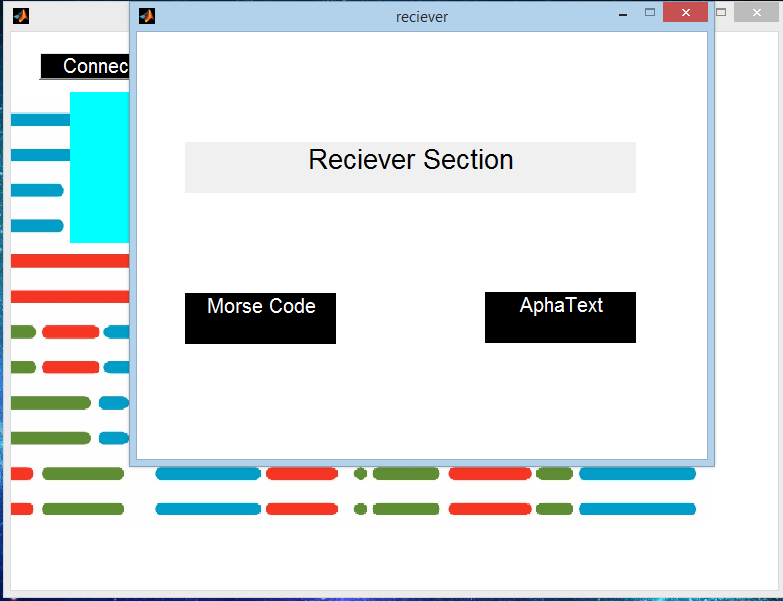 reciever
Connec
Reciever Section
Morse Code
AphaText